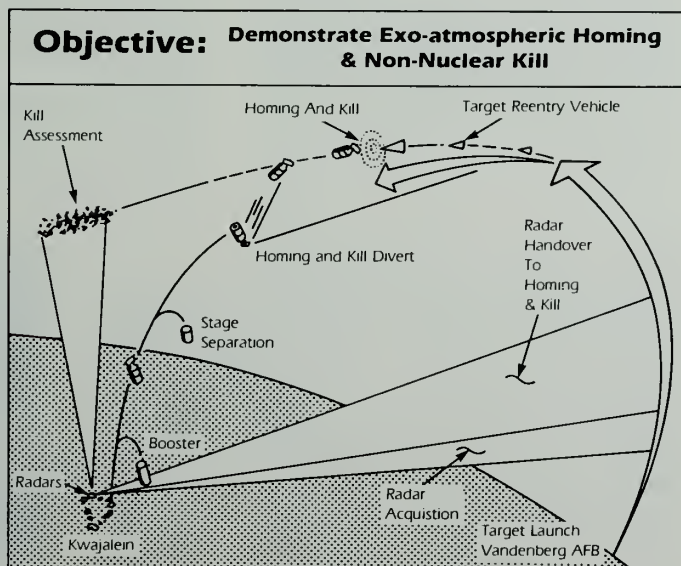 Objective: Demonstrate Exo-atmospheric Homing
& Non-Nuclear Kill
Kill
Assessment
Homing And Kill
Target Reentry Vehicle
Homing and Kill Divert
Radar
Handover
To
Homing
& Kill
Stage
Separation
Booster
Radars
Kwajalein
Radar
Acquistion
Target Launch
Vandenberg AFB